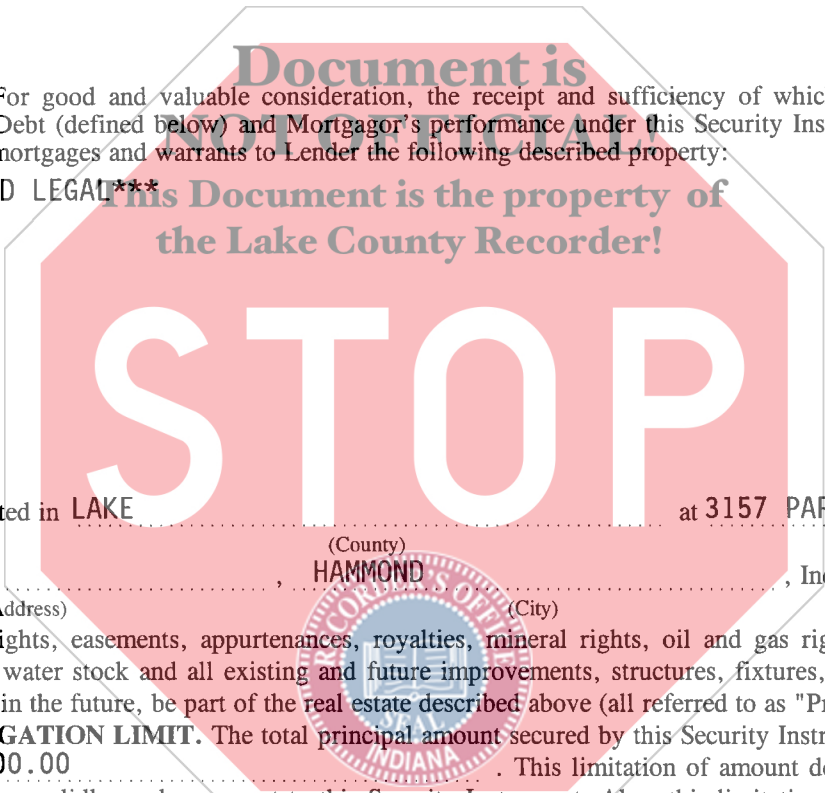 Document is
For good and valuable consideration, the receipt and sufficiency of whic
Debt (defined below) and Mortgagor's performance under this Security Ins
NOT OFFICIAL!
mortgages and warrants to Lender the following described property:
D LEGAL***
This Document is the property of
the Lake County Recorder!
STOP
ted in LAKE at 3157 PAR
(County)
, HAMMOND , Ind
Address) (City)
ights, easements, appurtenances, royalties, mineral rights, oil and gas rig
water stock and all existing and future improvements, structures, fixtures,
in the future, be part of the real estate described above (all referred to as "Pr
GATION LIMIT. The total principal amount secured by this Security Instr
00.00 . This limitation of amount do
RECORDER'S OFFICE
SEAL
INDIANA